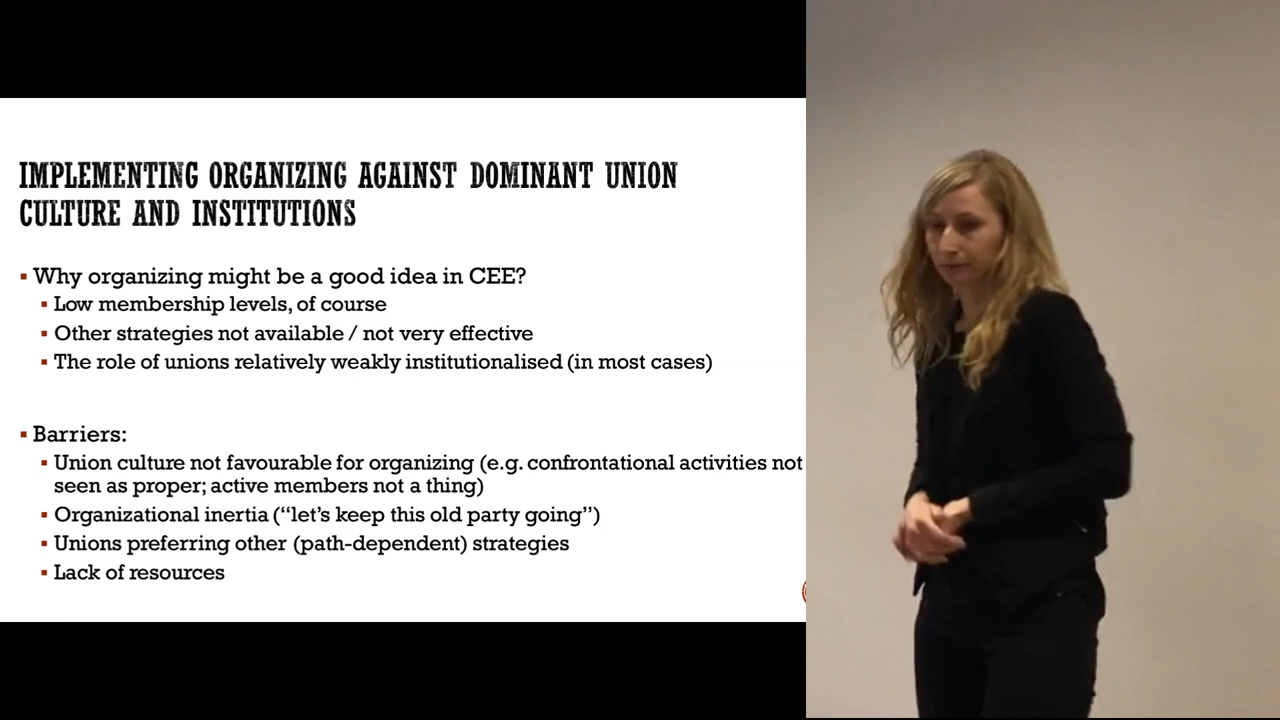 IMPLEMENTING ORGANIZING AGAINST DOMINANT UNION
CULTURE AND INSTITUTIONS
▪ Why organizing might be a good idea in CEE?
▪ Low membership levels, of course
▪ Other strategies not available / not very effective
▪ The role of unions relatively weakly institutionalised (in most cases)
▪ Barriers:
▪ Union culture not favourable for organizing (e.g. confrontational activities not
seen as proper; active members not a thing)
▪ Organizational inertia (“let’s keep this old party going”)
▪ Unions preferring other (path-dependent) strategies
▪ Lack of resources